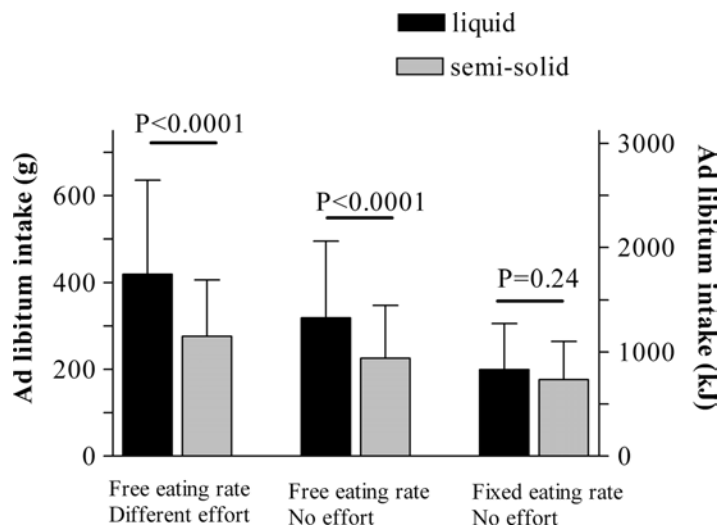 liquid
semi-solid
P<0.0001
P<0.0001
P=0.24
Ad libitum intake (g)
600
400
200
0
Ad libitum intake (kJ)
3000
2000
1000
0
Free eating rate
Different effort
Free eating rate
No effort
Fixed eating rate
No effort